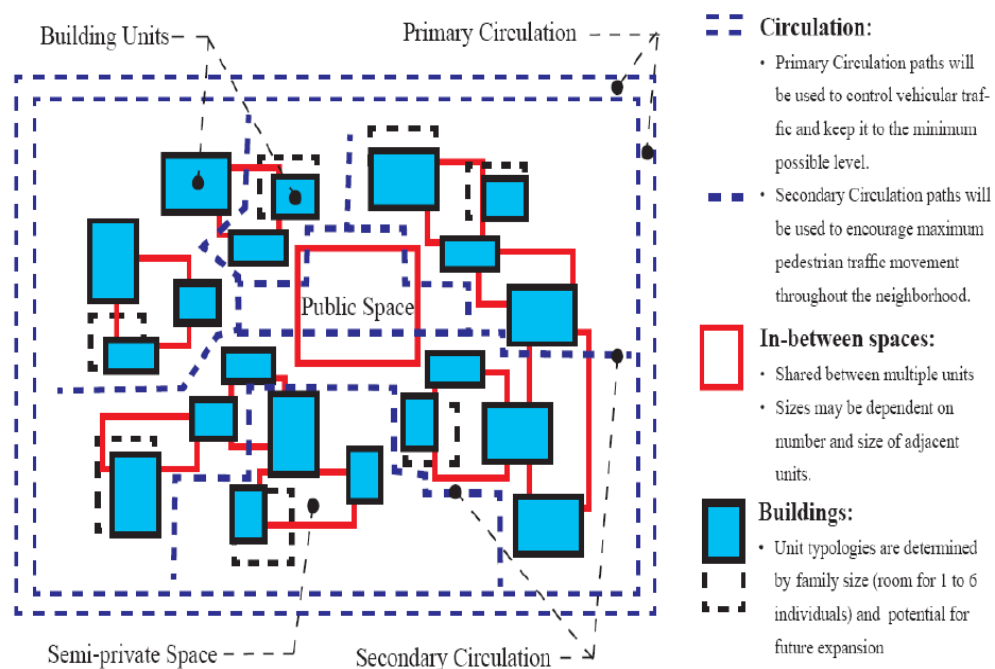 Building Units
Primary Circulation
Public Space
Semi-private Space
Secondary Circulation
Circulation:
· Primary Circulation paths will
be used to control vehicular traf-
fic and keep it to the minimum
possible level.
· Secondary Circulation paths will
be used to encourage maximum
pedestrian traffic movement
throughout the neighborhood.
In-between spaces:
· Shared between multiple units
· Sizes may be dependent on
number and size of adjacent
units.
Buildings:
· Unit typologies are determined
by family size (room for 1 to 6
individuals) and potential for
future expansion